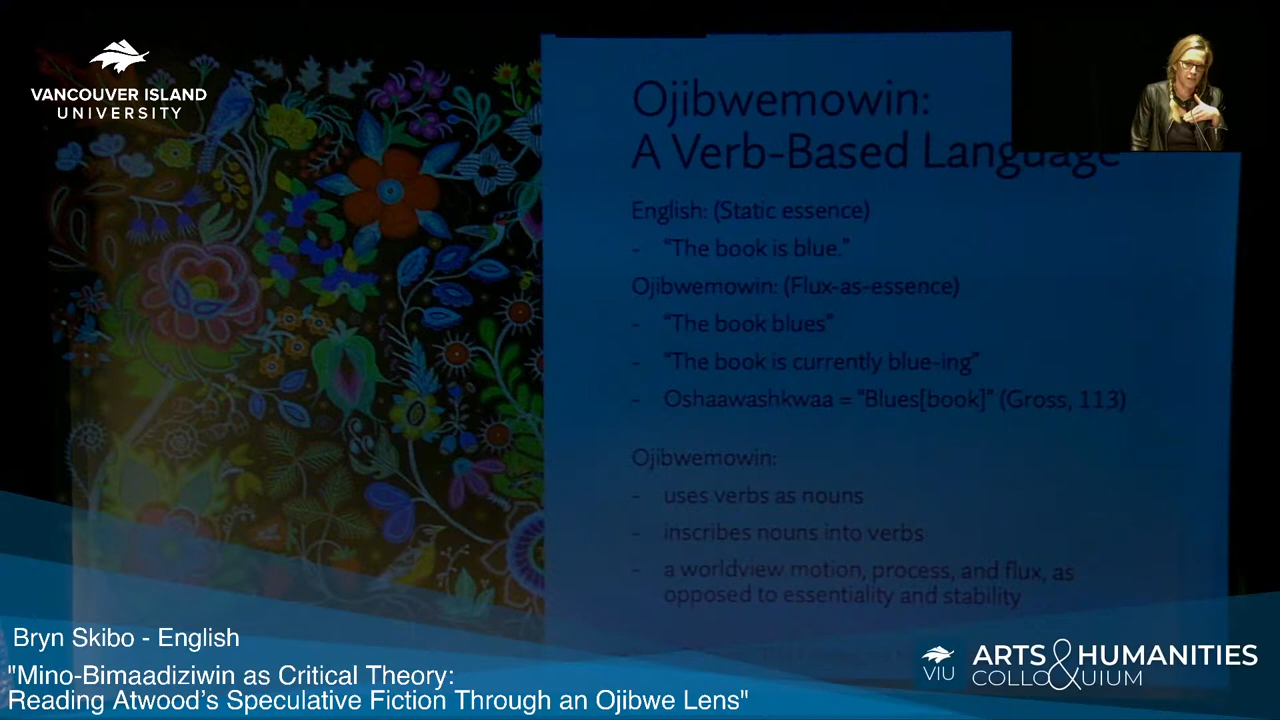 VANCOUVER ISLAND
UNIVERSITY
Ojibwemowin:
A Verb-Based Language
English: (Static essence)
- "The book is blue."
Ojibwemowin: (Flux-as-essence)
- "The book blues"
- "The book is currently blue-ing"
- Oshaawashkwaa = "Blues[book]" (Gross, 113)
Ojibwemowin:
- uses verbs as nouns
- inscribes nouns into verbs
- a worldview motion, process, and flux, as
opposed to essentiality and stability
Bryn Skibo - English
"Mino-Bimaadiziwin as Critical Theory:
Reading Atwood's Speculative Fiction Through an Ojibwe Lens"
VIU
ARTS & HUMANITIES
COLLOQUIUM